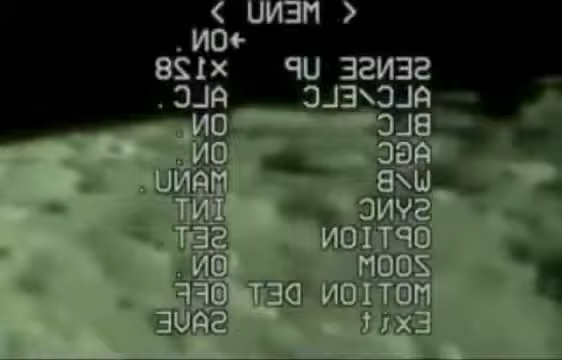 < MENU >
→ON.
SENSE UP ×128
ALC/ELC ALC.
BLC ON.
AGC ON.
W/B MANU.
SYNC INT
OPTION SET
ZOOM ON.
MOTION DET OFF
Exit SAVE